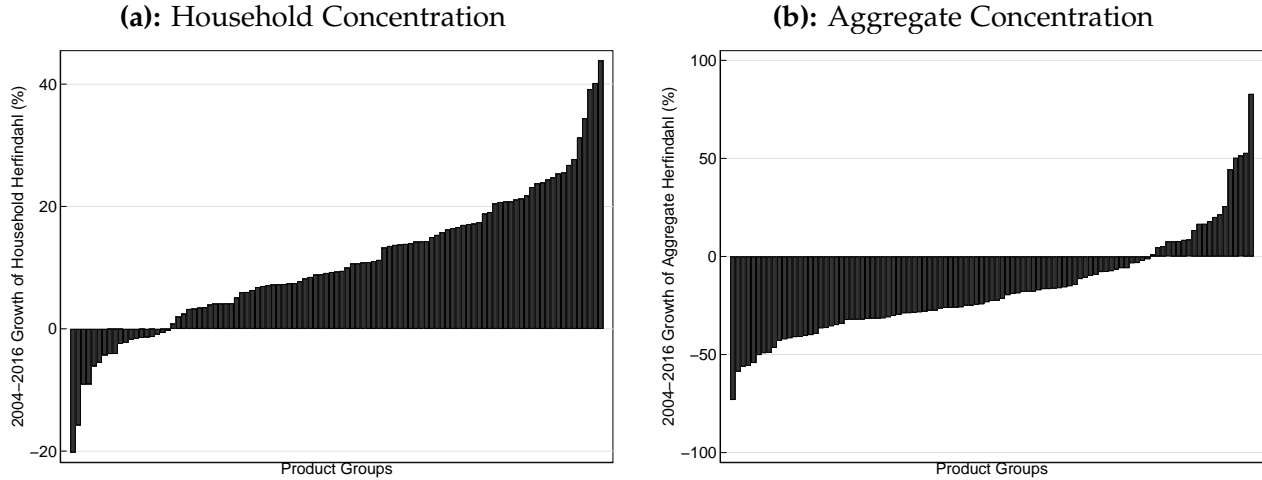 (a): Household Concentration
2004–2016 Growth of Household Herfindahl (%)
40
20
0
−20
Product Groups
(b): Aggregate Concentration
2004–2016 Growth of Aggregate Herfindahl (%)
100
50
0
−50
−100
Product Groups